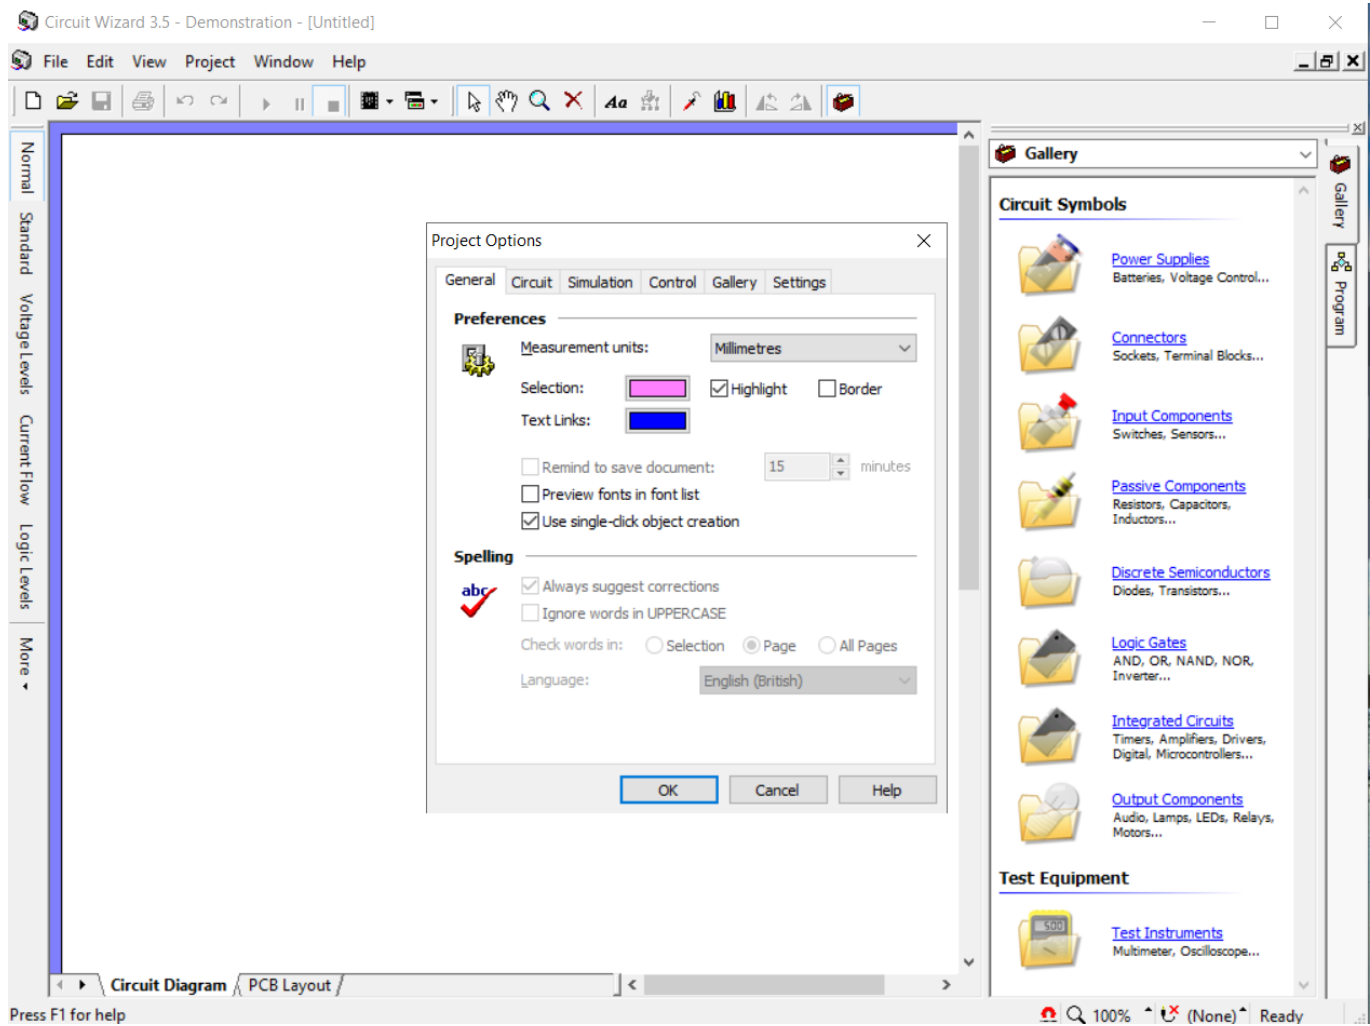 Circuit Wizard 3.5 - Demonstration - [Untitled]
File Edit View Project Window Help
Aa
Normal
Standard
Voltage Levels
Current Flow
Logic Levels
More
Project Options
General Circuit Simulation Control Gallery Settings
Preferences
Measurement units: Millimetres
Selection: Highlight Border
Text Links:
Remind to save document: 15 minutes
Preview fonts in font list
Use single-click object creation
Spelling
abc
Always suggest corrections
Ignore words in UPPERCASE
Check words in: Selection Page All Pages
Language: English (British)
OK Cancel Help
Gallery
Circuit Symbols
Power Supplies
Batteries, Voltage Control...
Connectors
Sockets, Terminal Blocks...
Input Components
Switches, Sensors...
Passive Components
Resistors, Capacitors,
Inductors...
Discrete Semiconductors
Diodes, Transistors...
Logic Gates
AND, OR, NAND, NOR,
Inverter...
Integrated Circuits
Timers, Amplifiers, Drivers,
Digital, Microcontrollers...
Output Components
Audio, Lamps, LEDs, Relays,
Motors...
Test Equipment
5.00
Test Instruments
Multimeter, Oscilloscope...
Gallery
Program
Circuit Diagram PCB Layout
Press F1 for help
100% (None) Ready